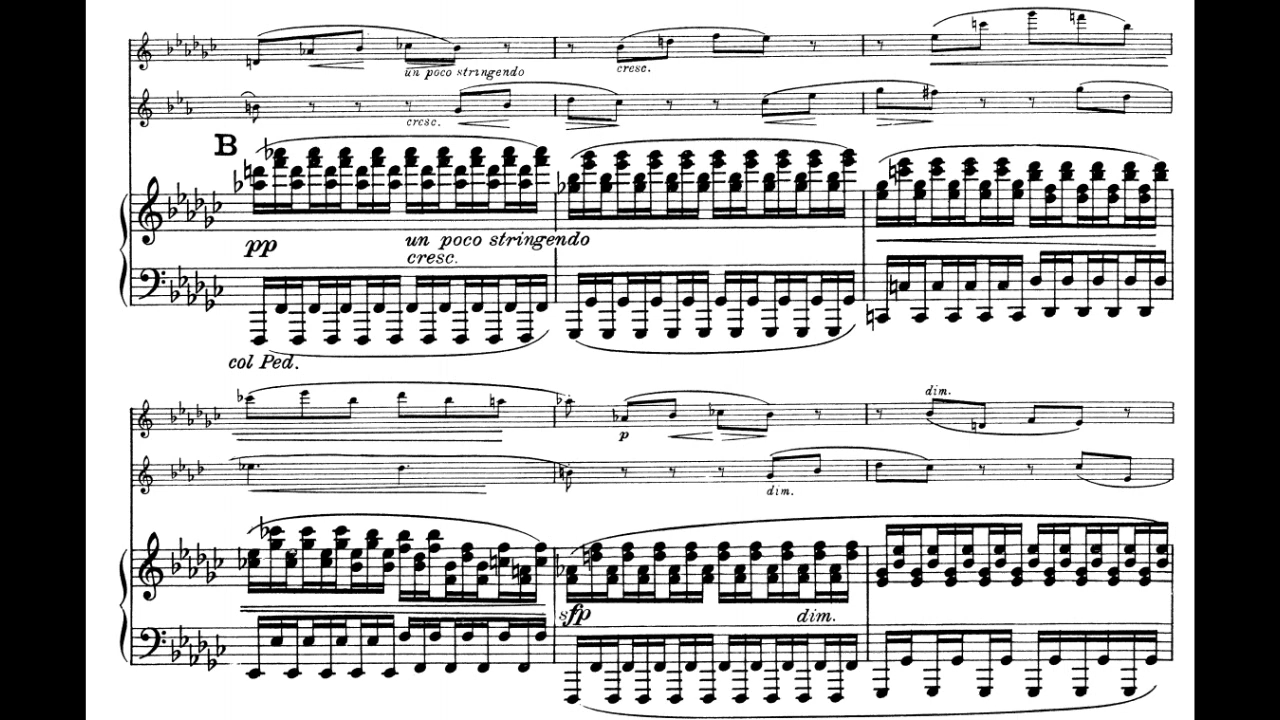 un poco stringendo
cresc.
cresc.
B
pp
un poco stringendo
cresc.
col Ped.
dim.
p
dim.
sfp
dim.